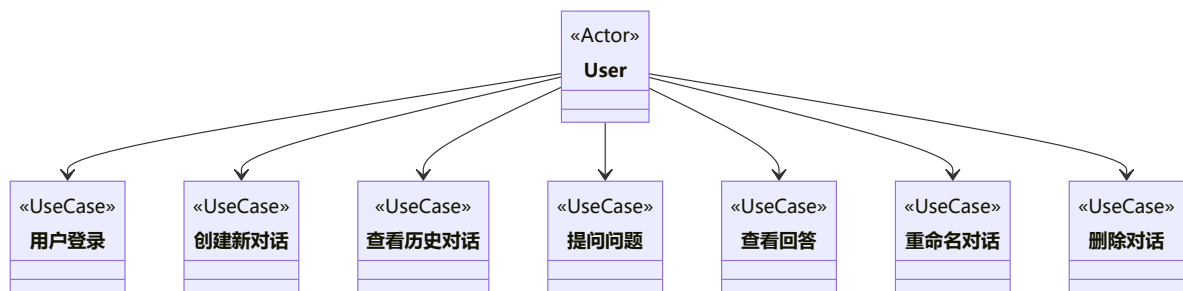 «Actor»
User
«UseCase»
用户登录
«UseCase»
创建新对话
«UseCase»
查看历史对话
«UseCase»
提问问题
«UseCase»
查看回答
«UseCase»
重命名对话
«UseCase»
删除对话